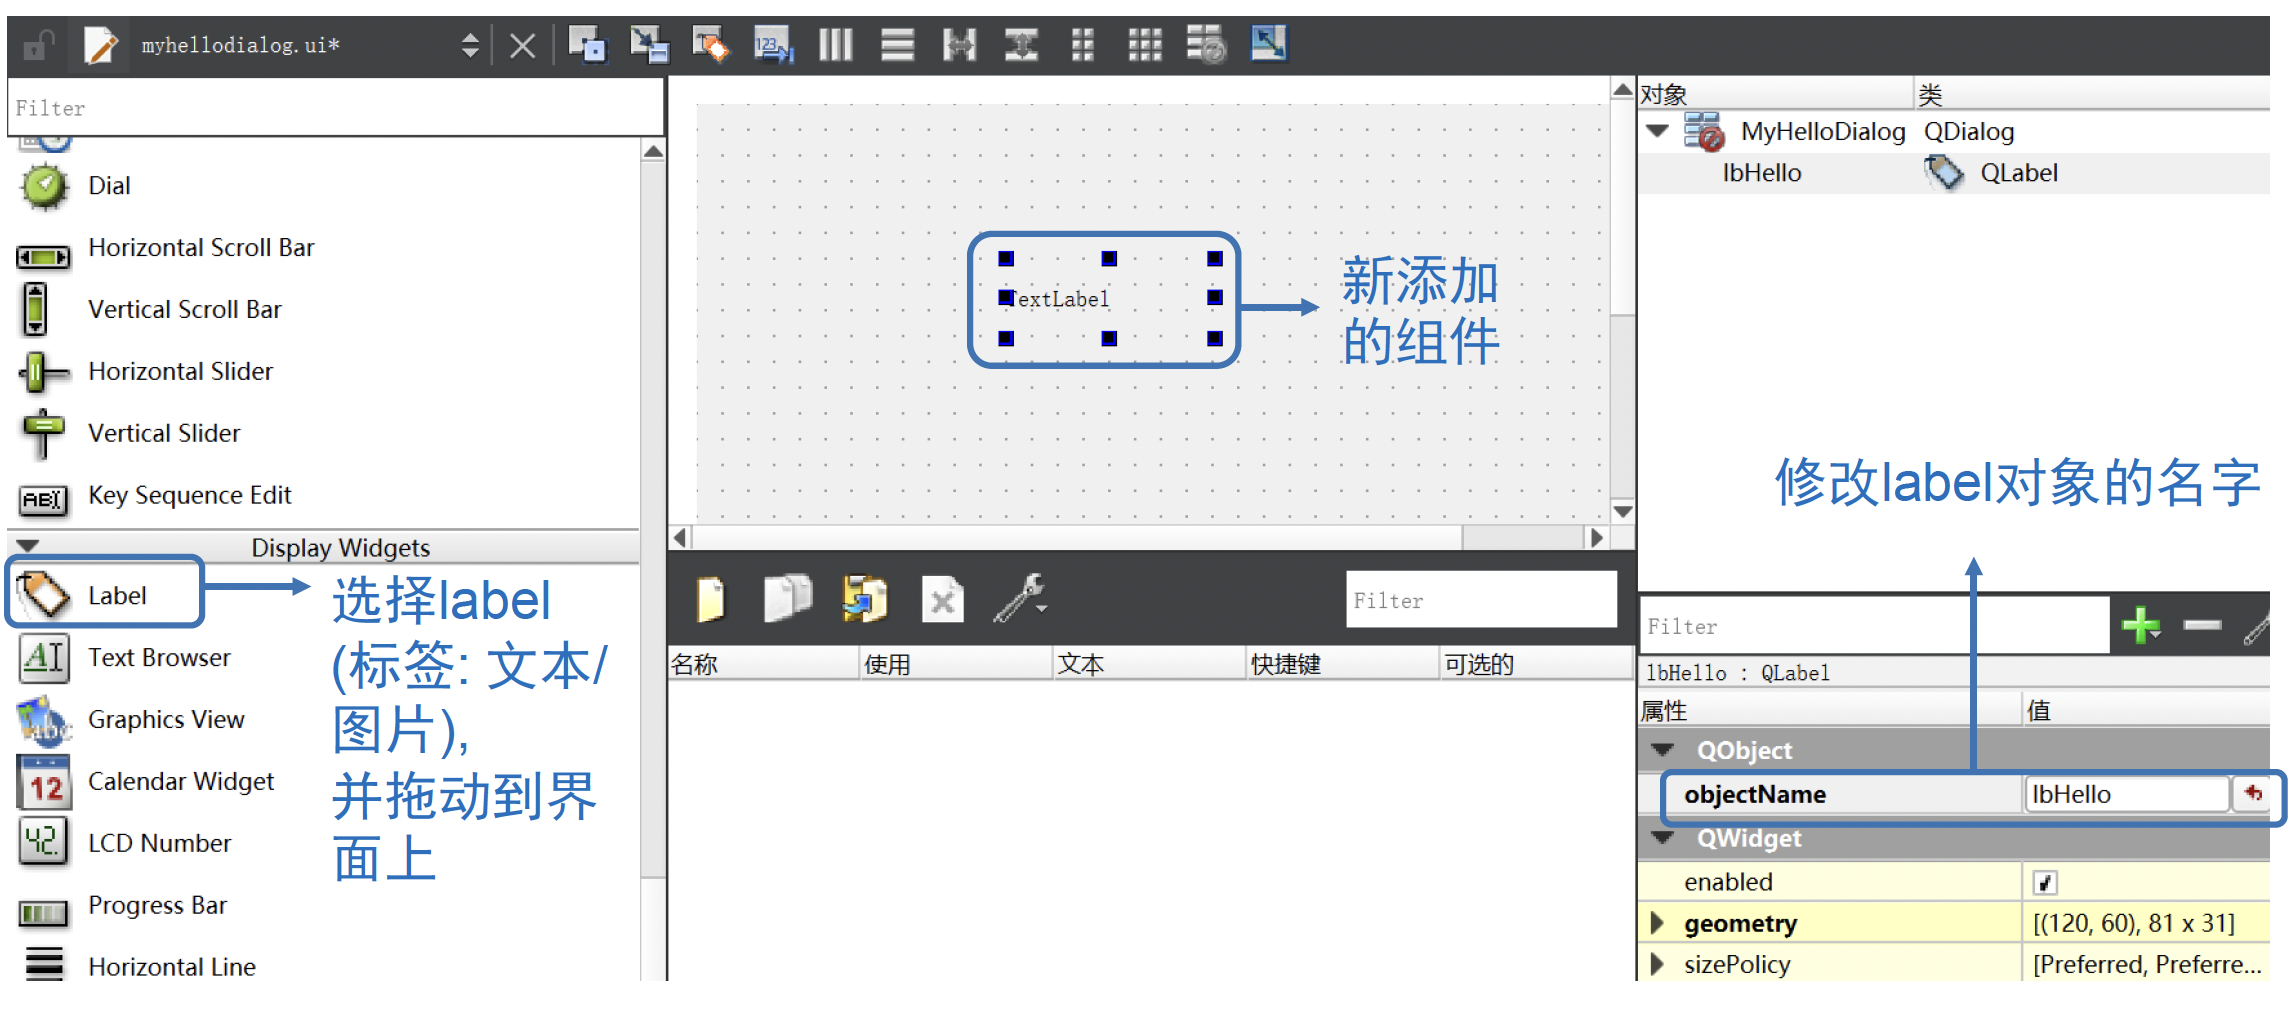 myhellodialog.ui*
Filter
Dial
Horizontal Scroll Bar
Vertical Scroll Bar
Horizontal Slider
Vertical Slider
Key Sequence Edit
Display Widgets
Label
Text Browser
Graphics View
Calendar Widget
LCD Number
Progress Bar
Horizontal Line
选择label
(标签: 文本/
图片),
并拖动到界
面上
TextLabel
新添加
的组件
Filter
名称 使用 文本 快捷键 可选的
对象 类
MyHelloDialog QDialog
lbHello QLabel
修改label对象的名字
Filter
lbHello : QLabel
属性 值
QObject
objectName lbHello
QWidget
enabled
geometry [(120, 60), 81 x 31]
sizePolicy [Preferred, Preferre...